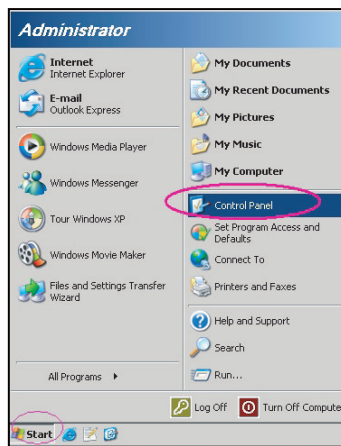 Administrator
Internet
Internet Explorer
E-mail
Outlook Express
Windows Media Player
Windows Messenger
Tour Windows XP
Windows Movie Maker
Files and Settings Transfer
Wizard
All Programs
My Documents
My Recent Documents
My Pictures
My Music
My Computer
Control Panel
Set Program Access and
Defaults
Connect To
Printers and Faxes
Help and Support
Search
Run...
Log Off
Turn Off Compute
Start